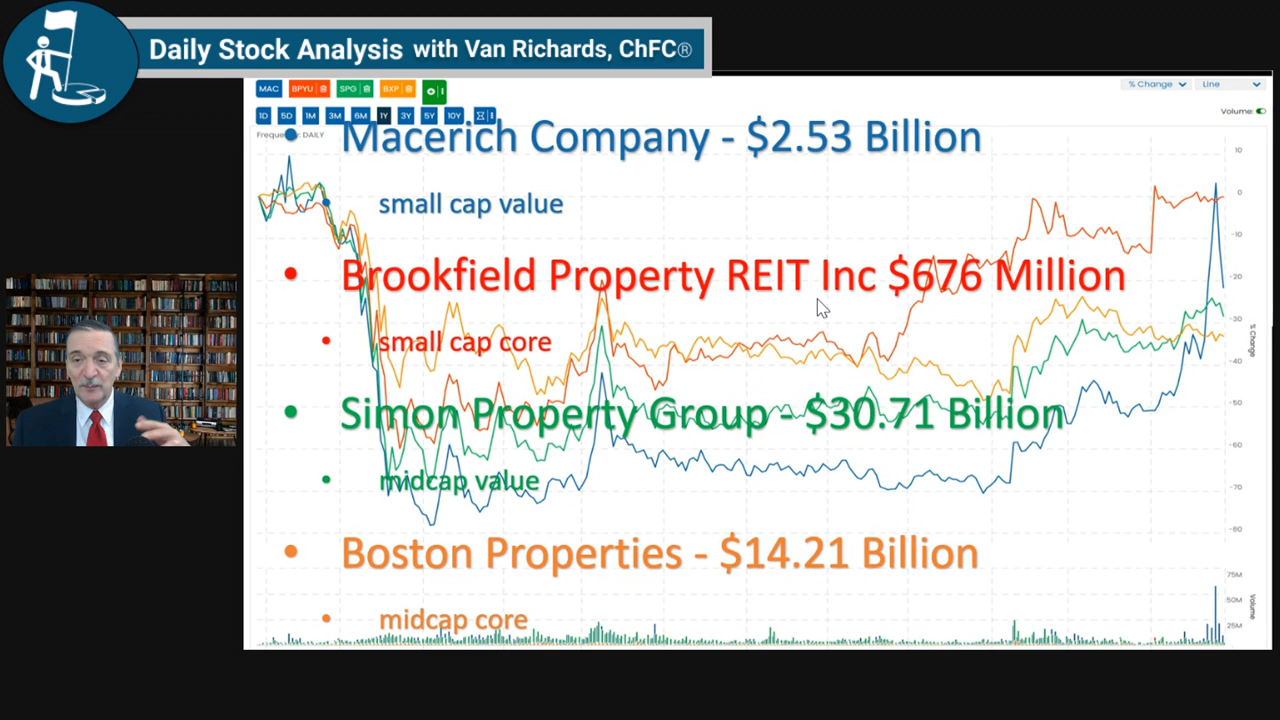 Daily Stock Analysis with Van Richards, ChFC®
MAC BPYU SPG BXP
% Change Line
1D 5D 1M 3M 6M 1Y 3Y 5Y 10Y
Volume:
Frequency: DAILY
Macerich Company - $2.53 Billion
small cap value
Brookfield Property REIT Inc $676 Million
small cap core
Simon Property Group - $30.71 Billion
midcap value
Boston Properties - $14.21 Billion
midcap core
10
0
-10
-20
-30
-40
-50
-60
-70
-80
% Change
75M
50M
25M
Volume